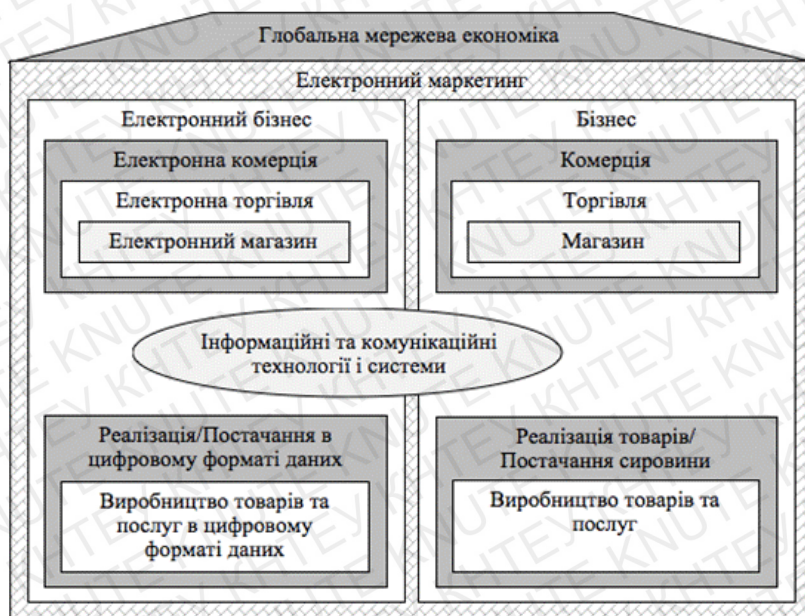 Глобальна мережева економіка
Електронний маркетинг
Електронний бізнес
Електронна комерція
Електронна торгівля
Електронний магазин
Бізнес
Комерція
Торгівля
Магазин
Інформаційні та комунікаційні
технології і системи
Реалізація/Постачання в
цифровому форматі даних
Виробництво товарів та
послуг в цифровому
форматі даних
Реалізація товарів/
Постачання сировини
Виробництво товарів та
послуг